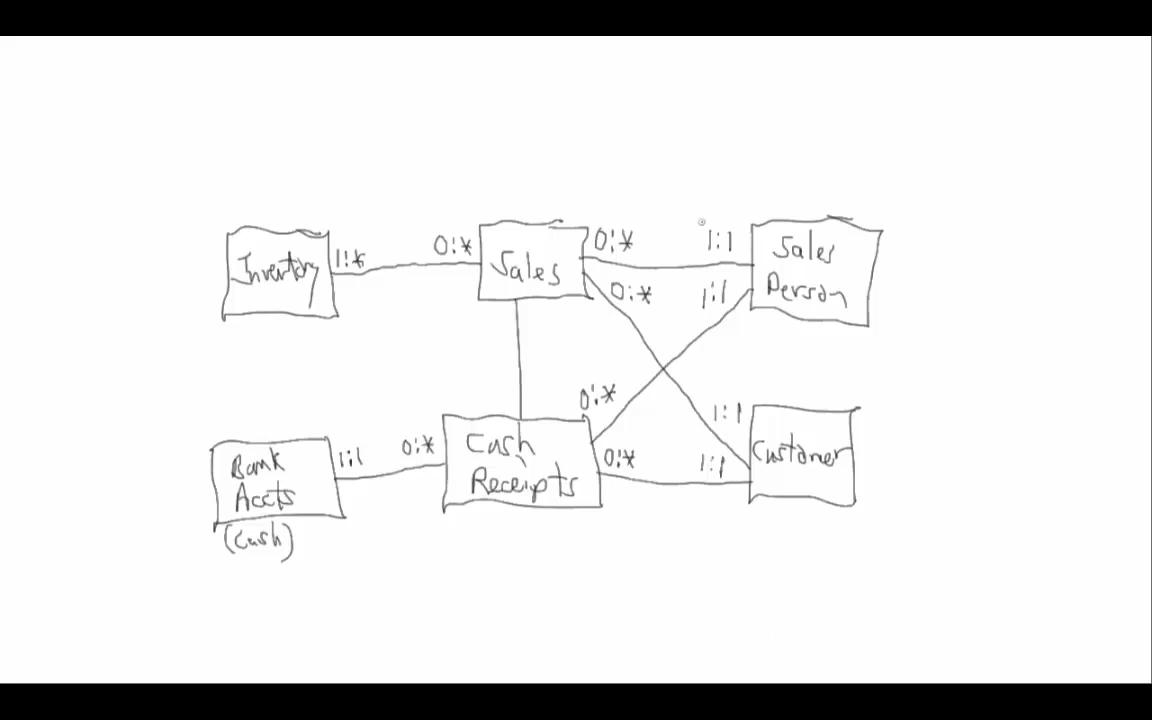 Inventory
1:*
0:*
Sales
0:*
1:1
Sales
Person
0:*
1:1
0:*
1:1
Bank
Accts
(Cash)
1:1
0:*
Cash
Receipts
0:*
1:1
Customer